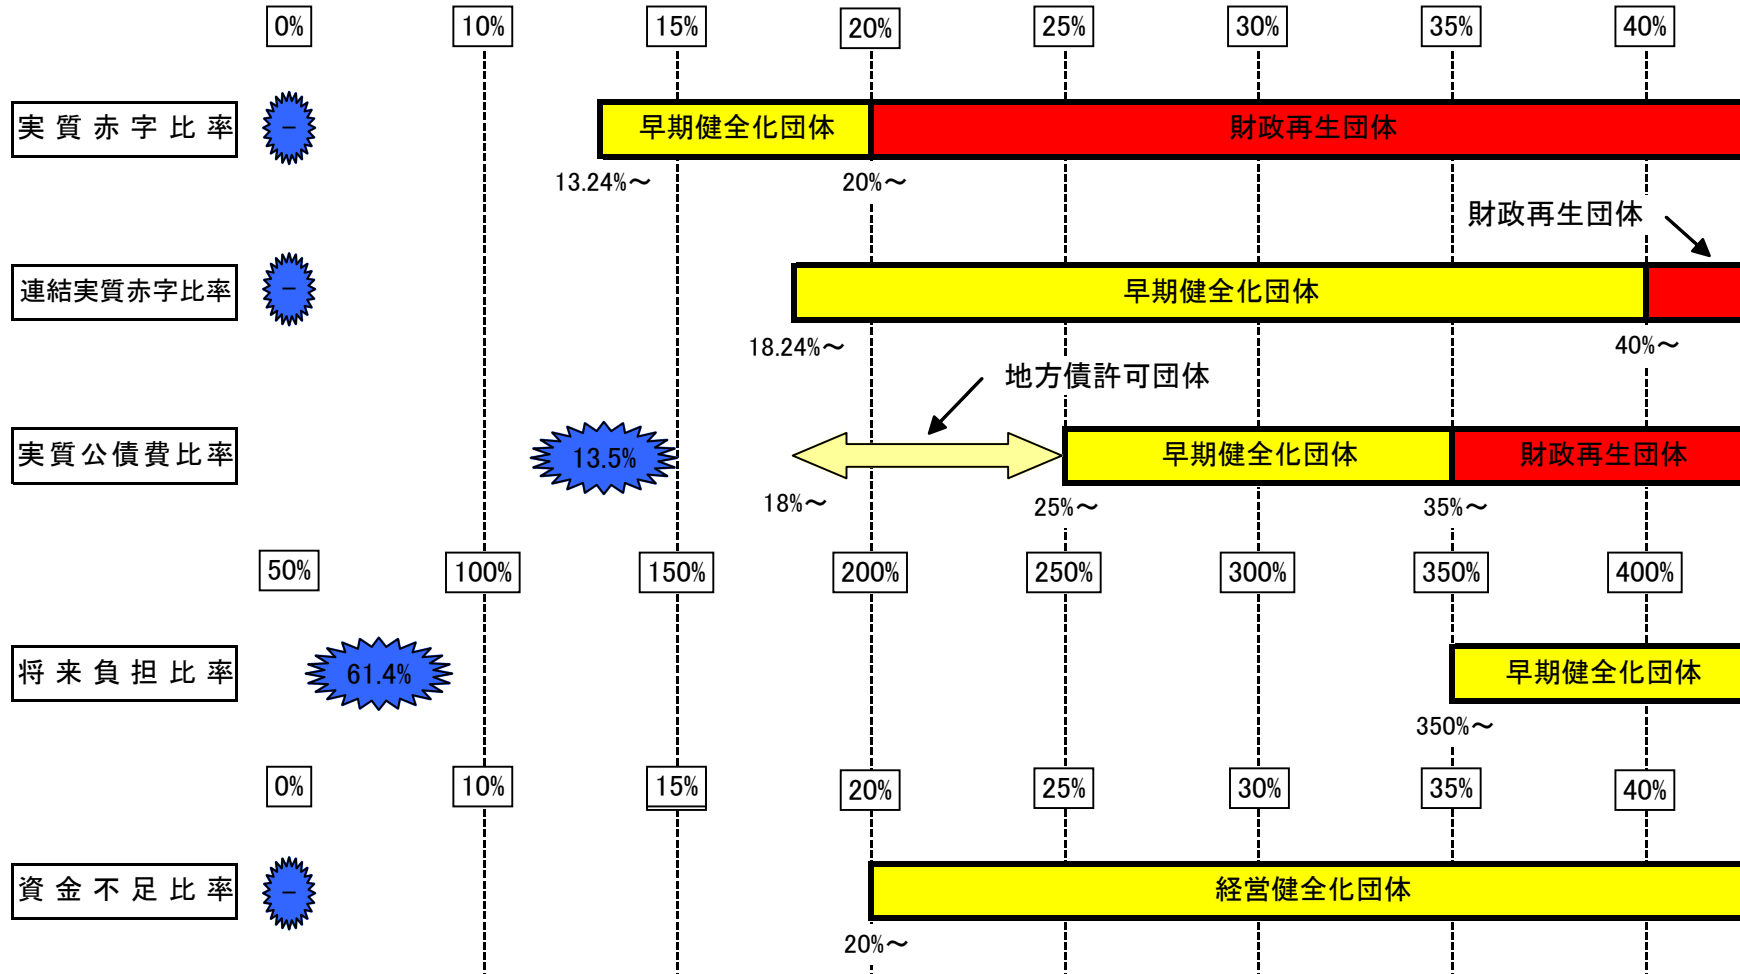 0% 10% 15% 20% 25% 30% 35% 40%
実質赤字比率 － 早期健全化団体 財政再生団体
13.24%～ 20%～
財政再生団体
連結実質赤字比率 － 早期健全化団体
18.24%～ 40%～
地方債許可団体
実質公債費比率 13.5% 早期健全化団体 財政再生団体
18%～ 25%～ 35%～
50% 100% 150% 200% 250% 300% 350% 400%
将来負担比率 61.4% 早期健全化団体
350%～
0% 10% 15% 20% 25% 30% 35% 40%
資金不足比率 － 経営健全化団体
20%～